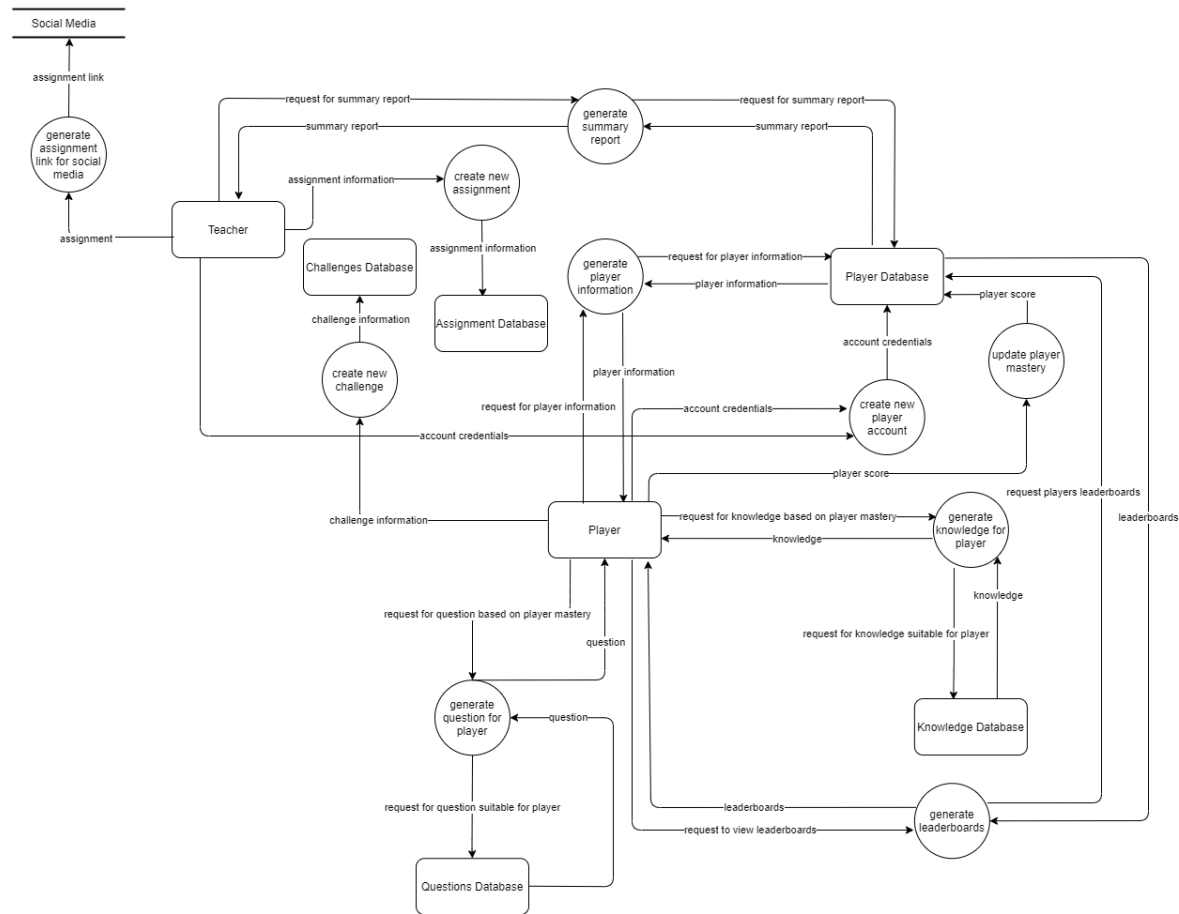 Social Media
assignment link
request for summary report
generate
summary
report
request for summary report
summary report
summary report
generate
assignment
link for social
media
assignment information
create new
assignment
assignment
Teacher
Challenges Database
assignment information
generate
player
information
request for player information
player information
Player Database
player score
challenge information
Assignment Database
account credentials
update player
mastery
create new
challenge
player information
request for player information
account credentials
create new
player
account
account credentials
player score
request players leaderboards
leaderboards
challenge information
Player
request for knowledge based on player mastery
knowledge
generate
knowledge for
player
knowledge
request for question based on player mastery
question
request for knowledge suitable for player
generate
question for
player
question
Knowledge Database
request for question suitable for player
leaderboards
request to view leaderboards
generate
leaderboards
Questions Database